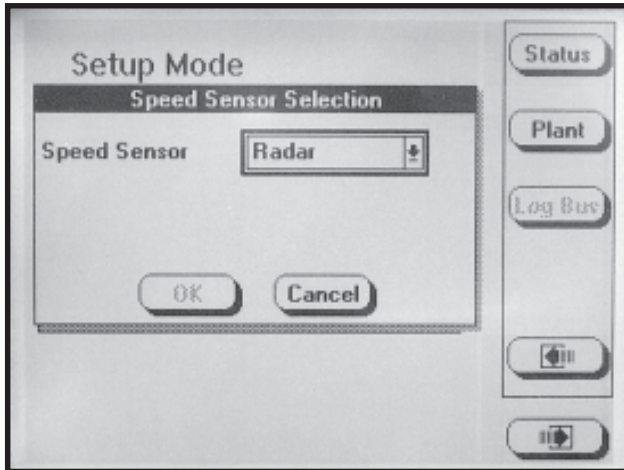 Setup Mode
Speed Sensor Selection
Speed Sensor
Radar
OK
Cancel
Status
Plant
Log Bus